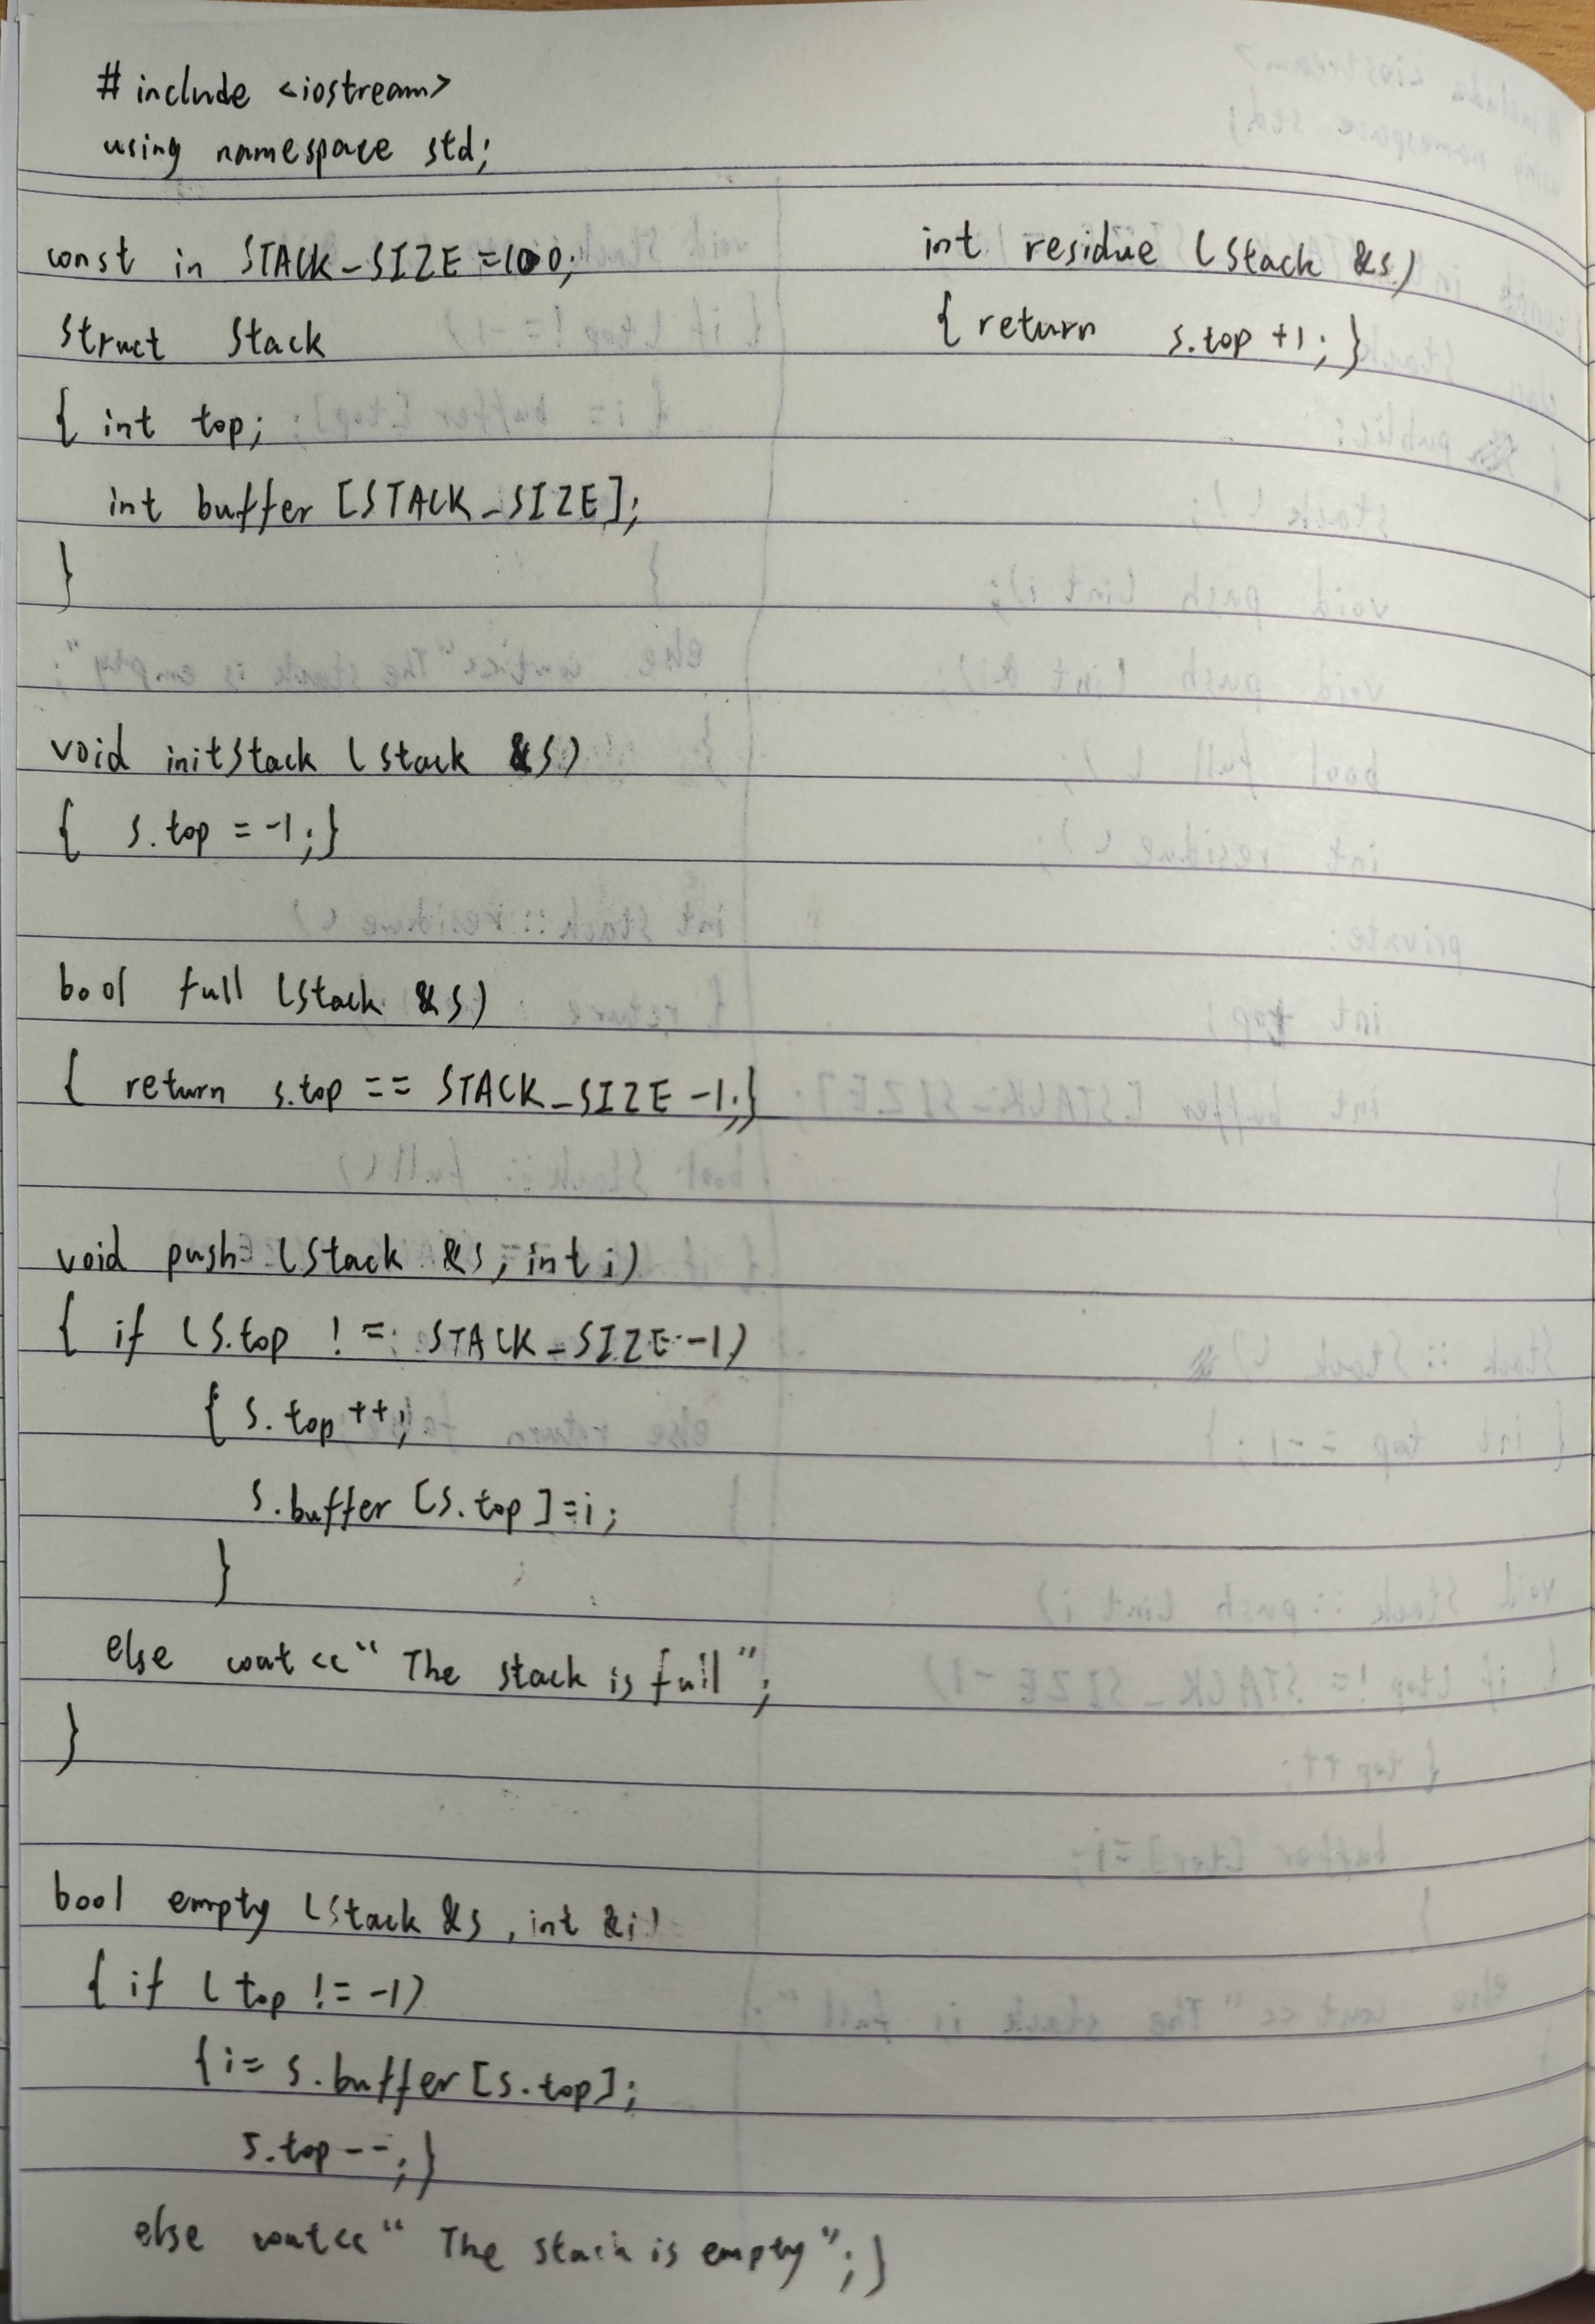 #include <iostream>
using namespace std;
const in STACK_SIZE=100;
struct Stack
{ int top;
int buffer [STACK_SIZE];
}
void initStack (Stack &S)
{ s.top = -1;}
bool full (Stack &s)
{ return s.top == STACK_SIZE -1;}
void push (Stack &s, int i)
{ if (S.top != STACK_SIZE -1)
{ s.top ++;
s.buffer [s.top]=i;
}
else cout<<"The stack is full";
}
bool empty (Stack &s, int &i)
{ if (top != -1)
{i= s.buffer[s.top];
s.top--;}
else cout<<"The stack is empty";}
int residue (Stack &s)
{return s.top +1;}